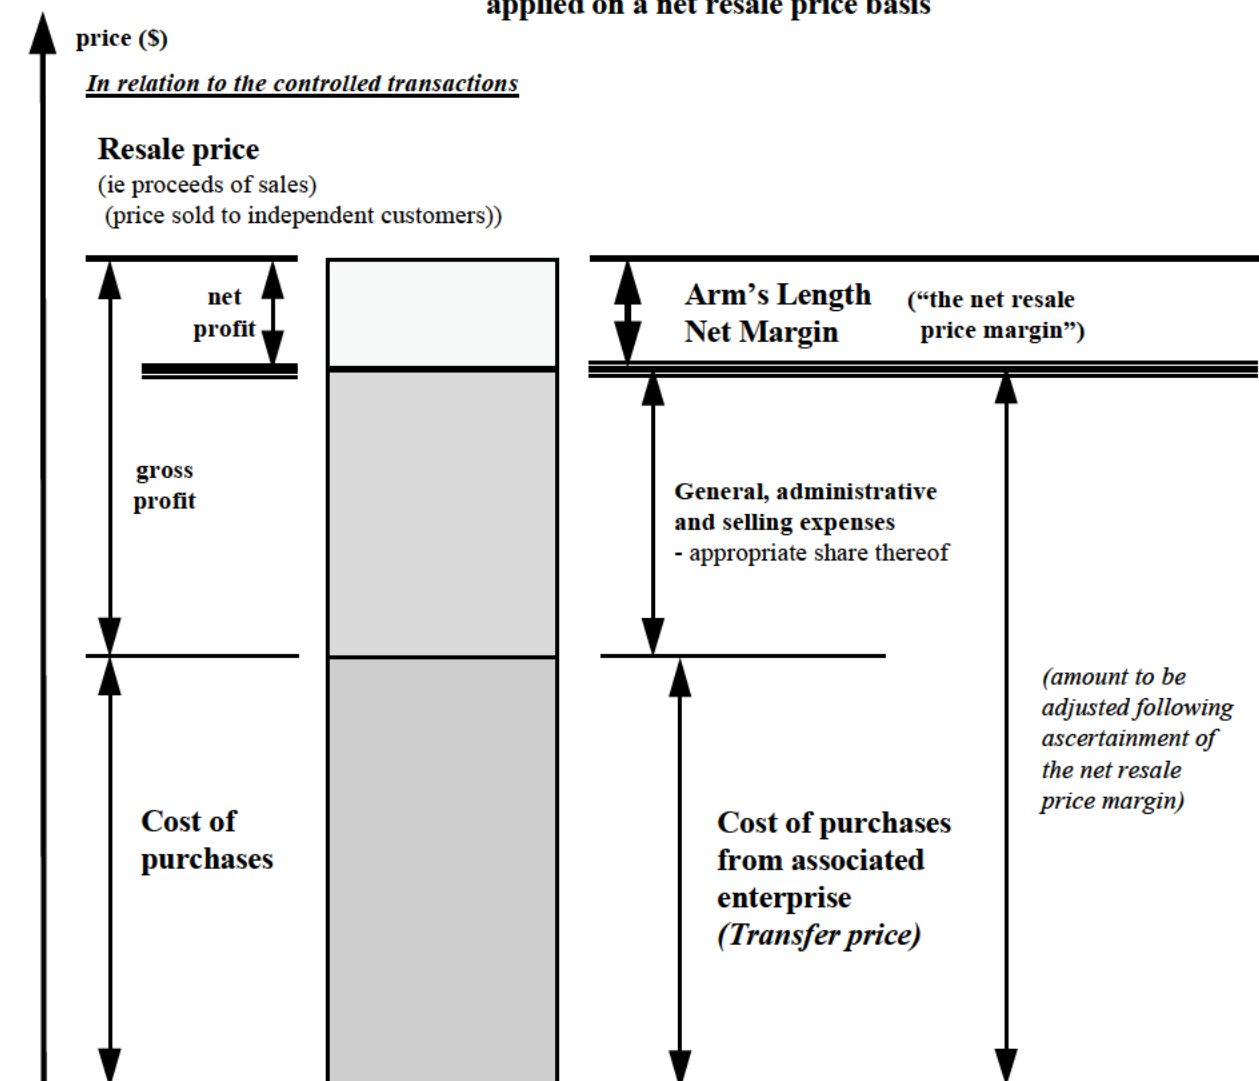 applied on a net resale price basis
price ($)
In relation to the controlled transactions
Resale price
(ie proceeds of sales)
(price sold to independent customers))
net
profit
Arm’s Length
Net Margin
(“the net resale
price margin”)
gross
profit
General, administrative
and selling expenses
- appropriate share thereof
(amount to be
adjusted following
ascertainment of
the net resale
price margin)
Cost of
purchases
Cost of purchases
from associated
enterprise
(Transfer price)